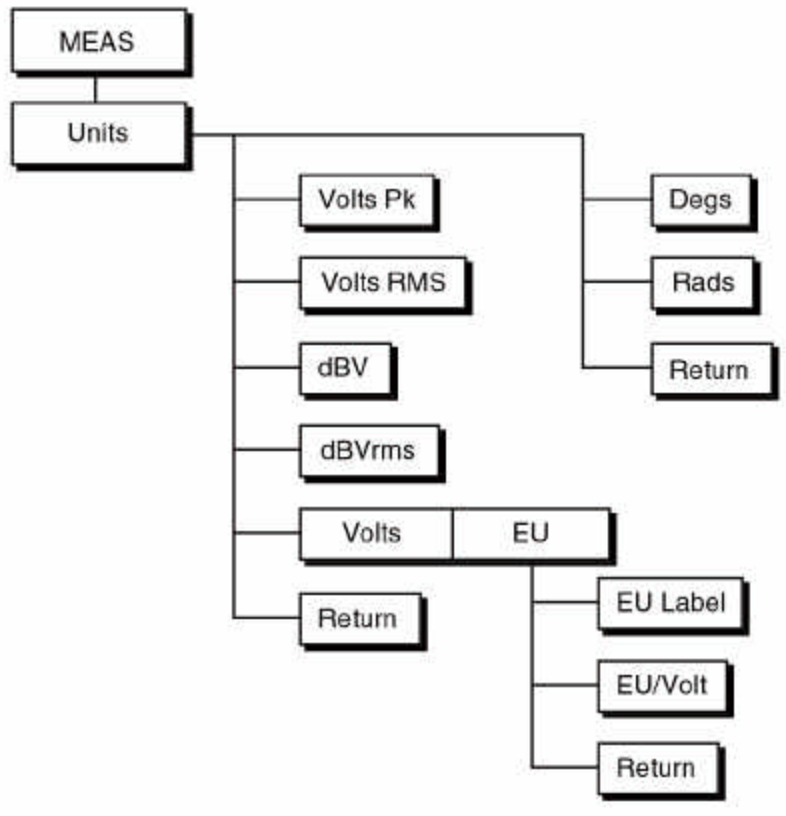 MEAS
Units
Volts Pk
Degs
Volts RMS
Rads
dBV
Return
dBVrms
Volts EU
Return
EU Label
EU/Volt
Return